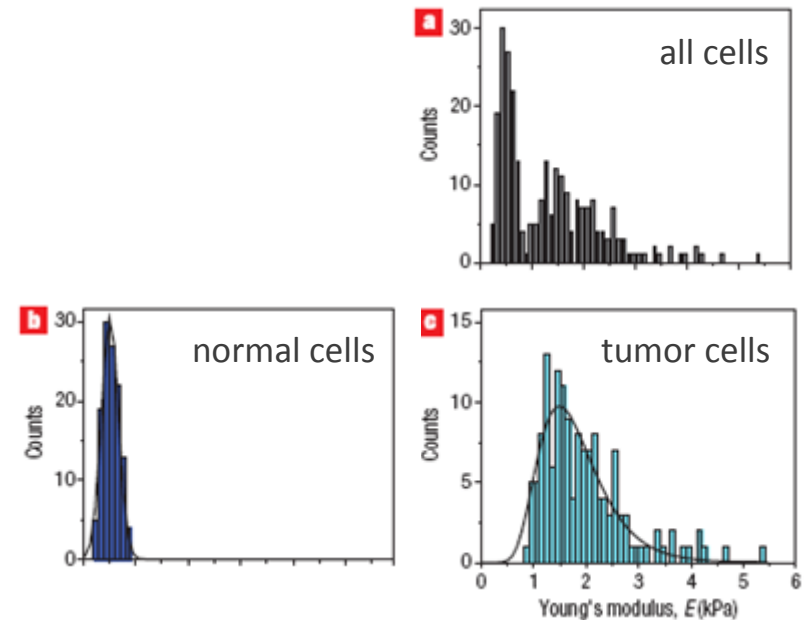 a
all cells
30
20
10
0
Counts
b
normal cells
30
20
10
0
Counts
c
tumor cells
15
10
5
0
Counts
0 1 2 3 4 5 6
Young's modulus, E(kPa)